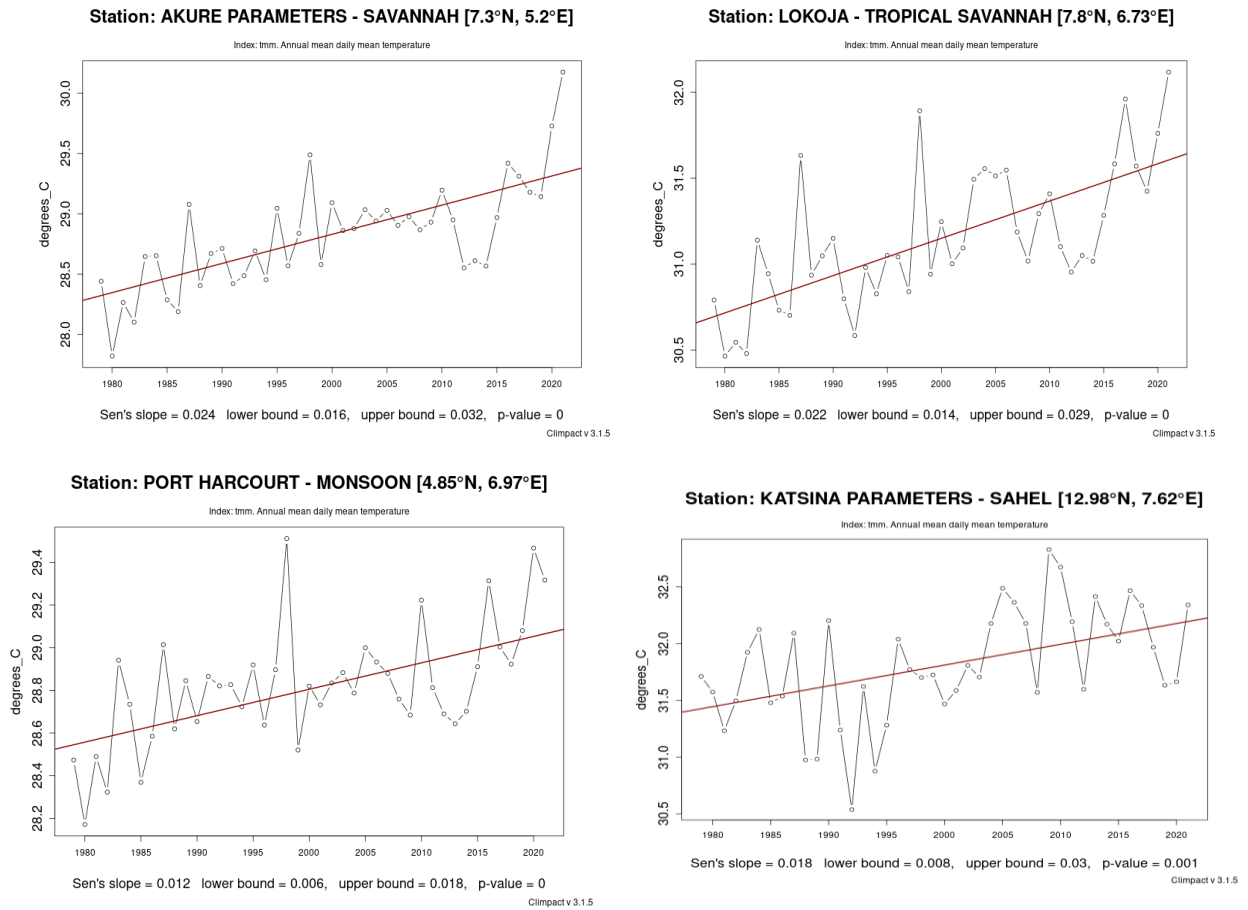 Station: AKURE PARAMETERS - SAVANNAH [7.3°N, 5.2°E]
Index: tmm. Annual mean daily mean temperature
degrees_C
30.0
29.5
29.0
28.5
28.0
1980 1985 1990 1995 2000 2005 2010 2015 2020
Sen's slope = 0.024 lower bound = 0.016, upper bound = 0.032, p-value = 0
Climpact v 3.1.5
Station: LOKOJA - TROPICAL SAVANNAH [7.8°N, 6.73°E]
Index: tmm. Annual mean daily mean temperature
degrees_C
32.0
31.5
31.0
30.5
1980 1985 1990 1995 2000 2005 2010 2015 2020
Sen's slope = 0.022 lower bound = 0.014, upper bound = 0.029, p-value = 0
Climpact v 3.1.5
Station: PORT HARCOURT - MONSOON [4.85°N, 6.97°E]
Index: tmm. Annual mean daily mean temperature
degrees_C
29.4
29.2
29.0
28.8
28.6
28.4
28.2
1980 1985 1990 1995 2000 2005 2010 2015 2020
Sen's slope = 0.012 lower bound = 0.006, upper bound = 0.018, p-value = 0
Climpact v 3.1.5
Station: KATSINA PARAMETERS - SAHEL [12.98°N, 7.62°E]
Index: tmm. Annual mean daily mean temperature
degrees_C
32.5
32.0
31.5
31.0
30.5
1980 1985 1990 1995 2000 2005 2010 2015 2020
Sen's slope = 0.018 lower bound = 0.008, upper bound = 0.03, p-value = 0.001
Climpact v 3.1.5